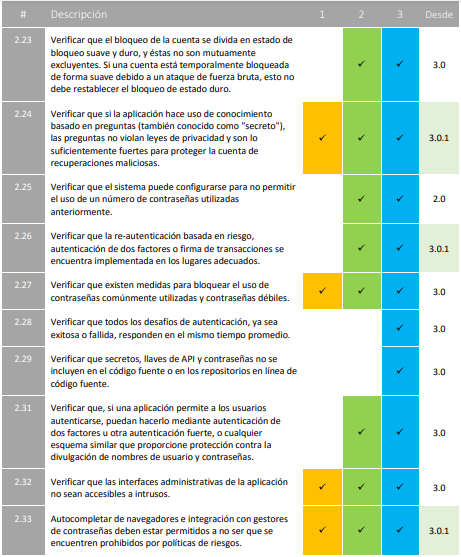 # Descripción 1 2 3 Desde
2.23 Verificar que el bloqueo de la cuenta se divida en estado de
bloqueo suave y duro, y éstas no son mutuamente
excluyentes. Si una cuenta está temporalmente bloqueada
de forma suave debido a un ataque de fuerza bruta, esto no
debe restablecer el bloqueo de estado duro.
✓ ✓ 3.0
2.24 Verificar que si la aplicación hace uso de conocimiento
basado en preguntas (también conocido como "secreto"),
las preguntas no violan leyes de privacidad y son lo
suficientemente fuertes para proteger la cuenta de
recuperaciones maliciosas.
✓ ✓ ✓ 3.0.1
2.25 Verificar que el sistema puede configurarse para no permitir
el uso de un número de contraseñas utilizadas
anteriormente.
✓ ✓ 2.0
2.26 Verificar que la re-autenticación basada en riesgo,
autenticación de dos factores o firma de transacciones se
encuentra implementada en los lugares adecuados.
✓ ✓ 3.0.1
2.27 Verificar que existen medidas para bloquear el uso de
contraseñas comúnmente utilizadas y contraseñas débiles.
✓ ✓ ✓ 3.0
2.28 Verificar que todos los desafíos de autenticación, ya sea
exitosa o fallida, responden en el mismo tiempo promedio.
✓ 3.0
2.29 Verificar que secretos, llaves de API y contraseñas no se
incluyen en el código fuente o en los repositorios en línea de
código fuente.
✓ 3.0
2.31 Verificar que, si una aplicación permite a los usuarios
autenticarse, puedan hacerlo mediante autenticación de
dos factores u otra autenticación fuerte, o cualquier
esquema similar que proporcione protección contra la
divulgación de nombres de usuario y contraseñas.
✓ ✓ 3.0
2.32 Verificar que las interfaces administrativas de la aplicación
no sean accesibles a intrusos.
✓ ✓ ✓ 3.0
2.33 Autocompletar de navegadores e integración con gestores
de contraseñas deben estar permitidos a no ser que se
encuentren prohibidos por políticas de riesgos.
✓ ✓ ✓ 3.0.1